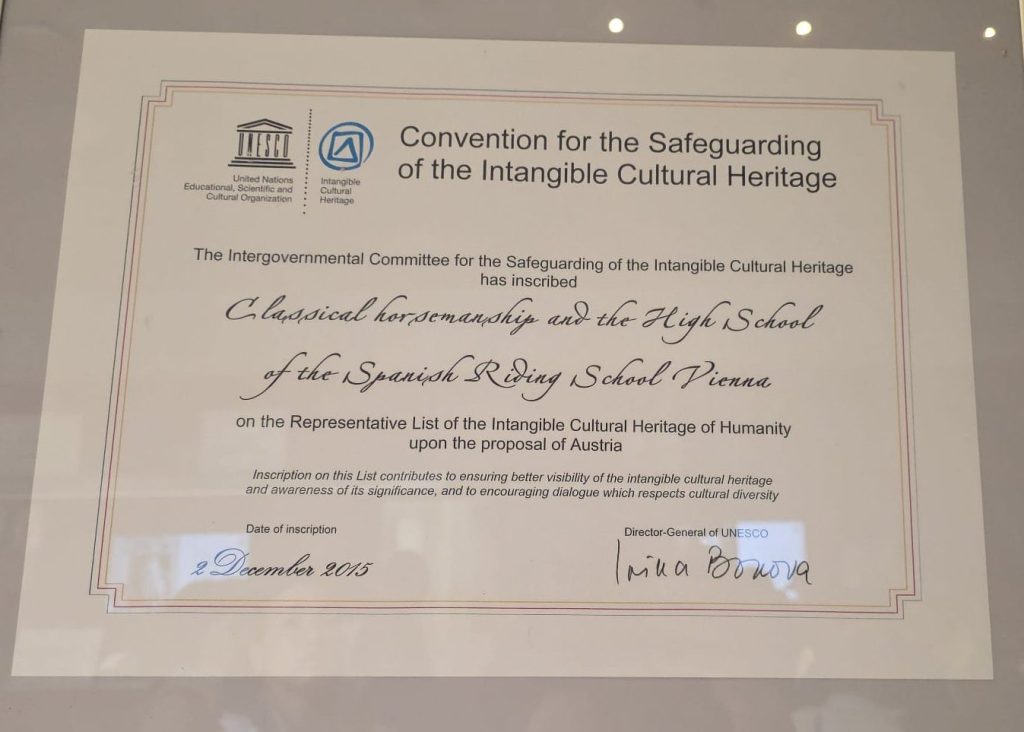 UNESCO
United Nations
Educational, Scientific and
Cultural Organization
Intangible
Cultural
Heritage
Convention for the Safeguarding
of the Intangible Cultural Heritage
The Intergovernmental Committee for the Safeguarding of the Intangible Cultural Heritage
has inscribed
Classical horsemanship and the High School
of the Spanish Riding School Vienna
on the Representative List of the Intangible Cultural Heritage of Humanity
upon the proposal of Austria
Inscription on this List contributes to ensuring better visibility of the intangible cultural heritage
and awareness of its significance, and to encouraging dialogue which respects cultural diversity
Date of inscription
2 December 2015
Director-General of UNESCO
Irina Bokova